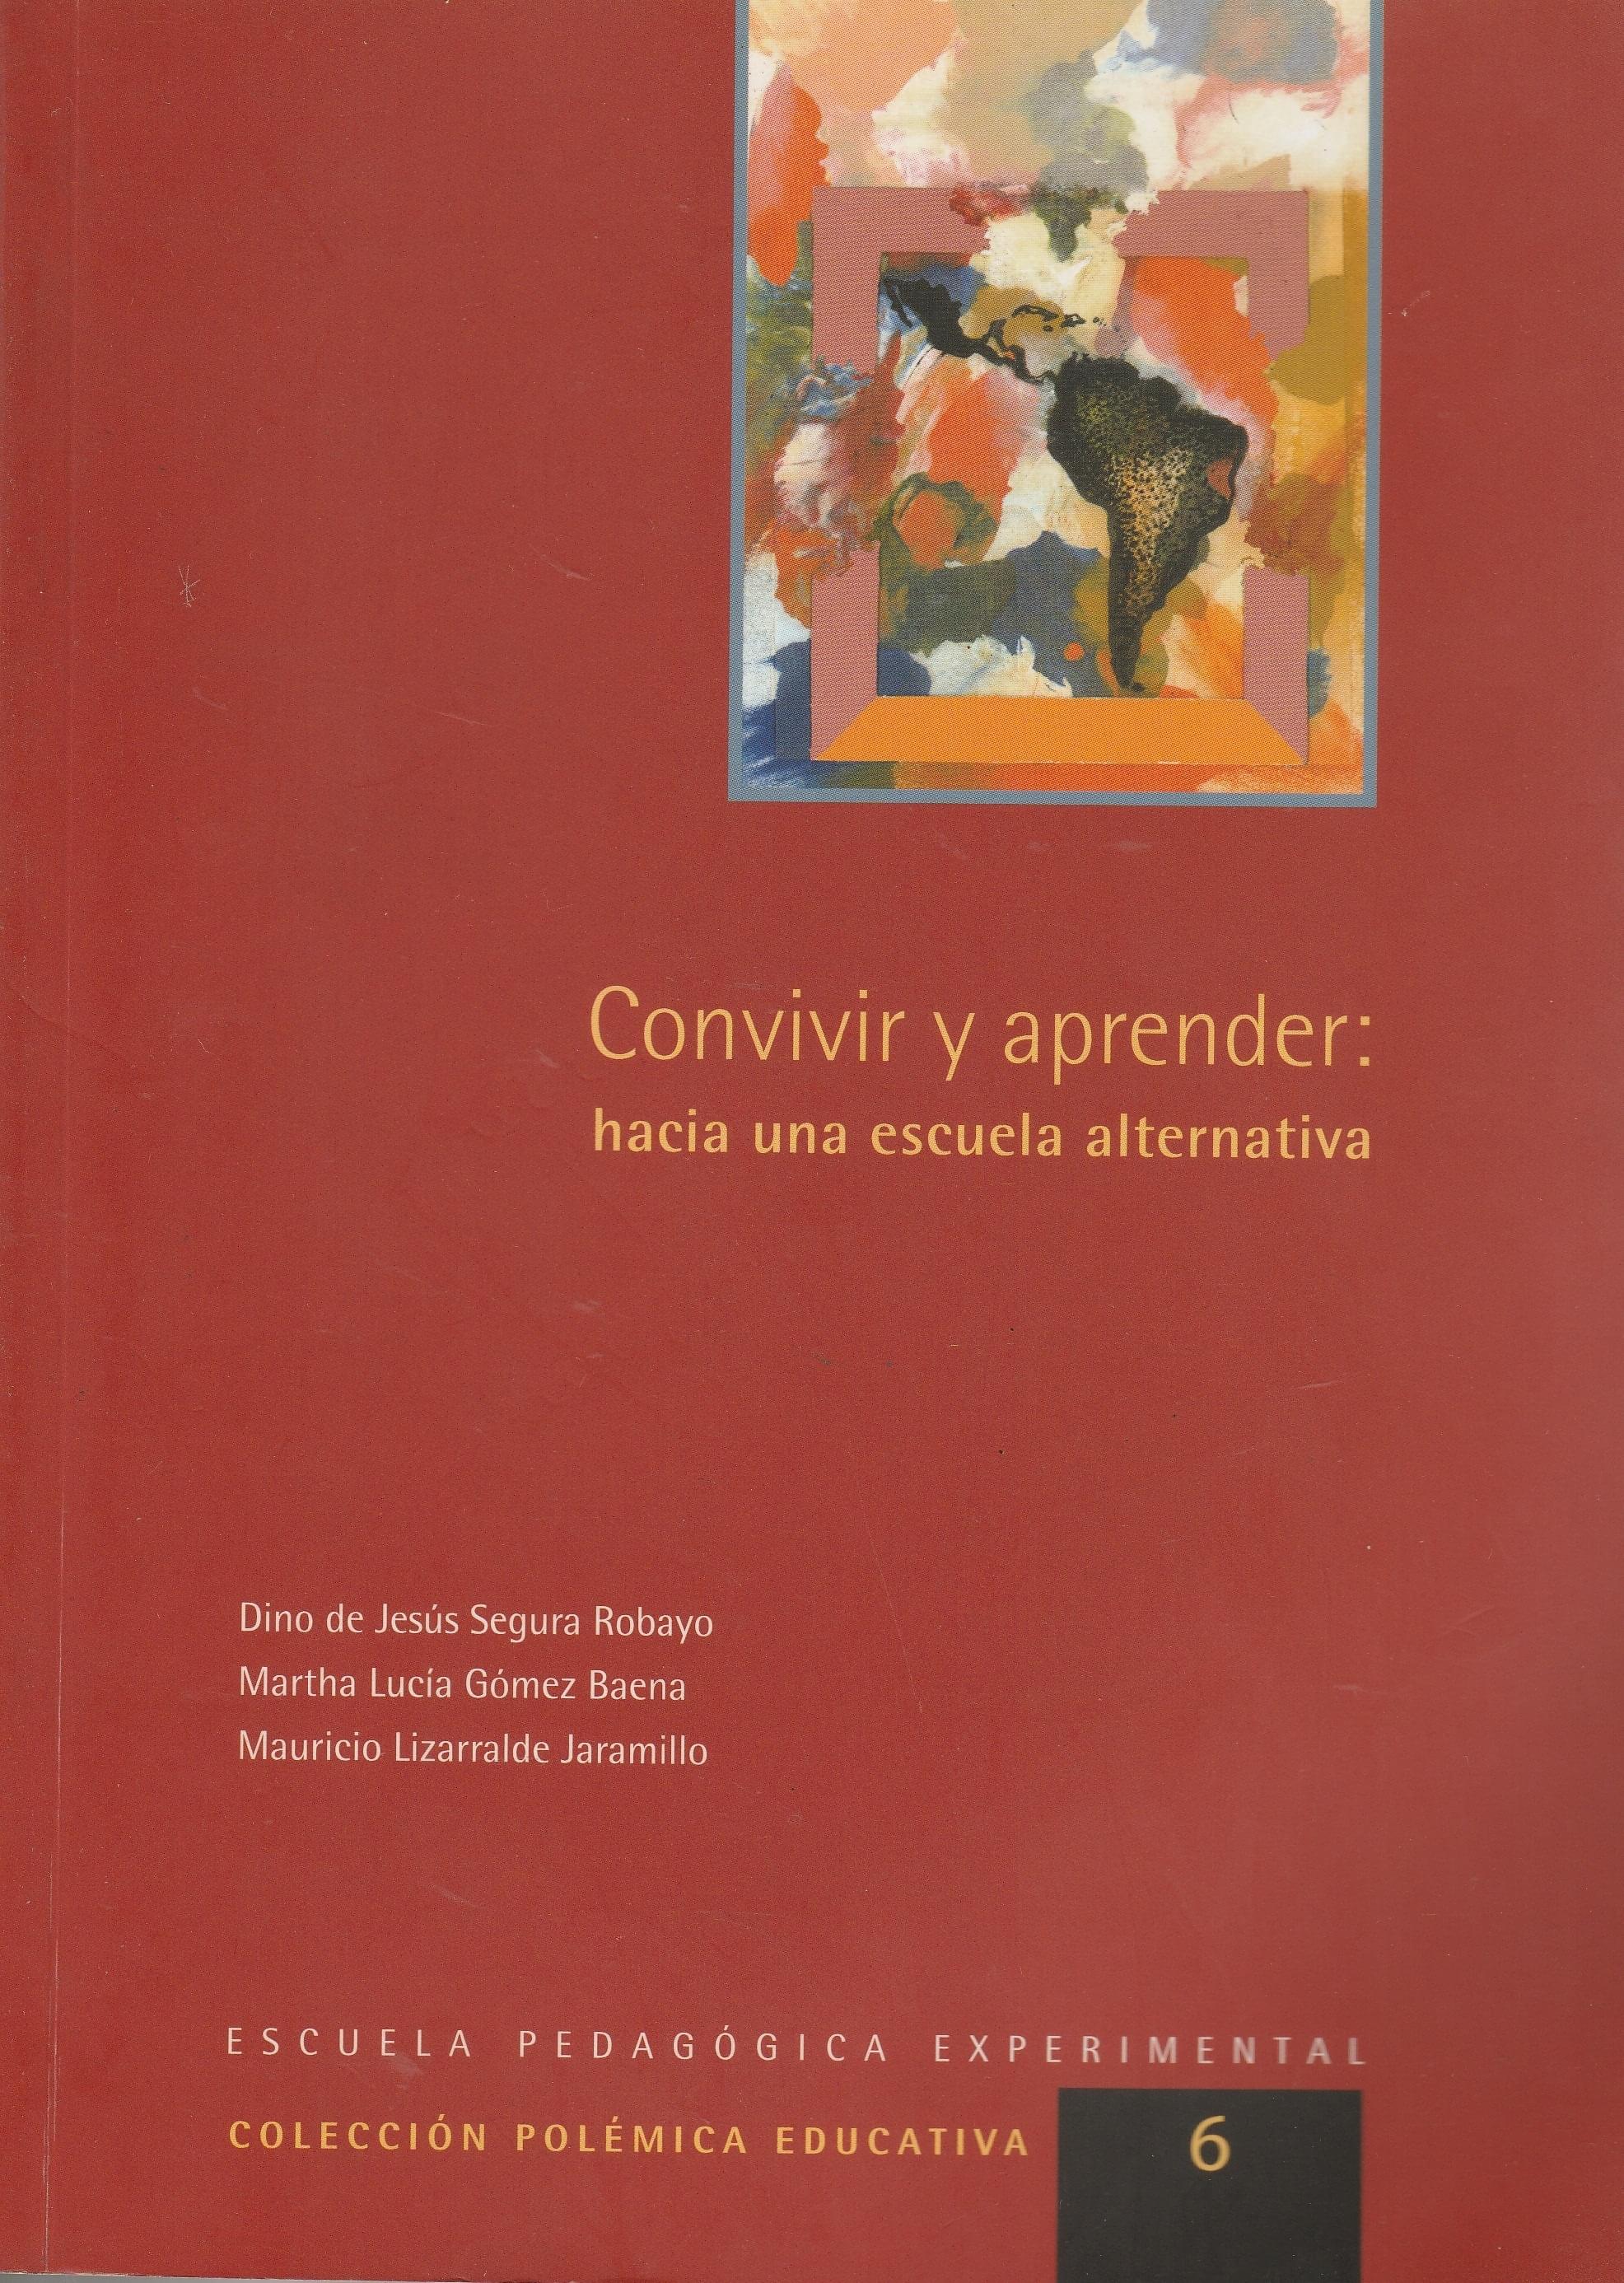 Convivir y aprender:
hacia una escuela alternativa
Dino de Jesús Segura Robayo
Martha Lucía Gómez Baena
Mauricio Lizarralde Jaramillo
ESCUELA PEDAGÓGICA EXPERIMENTAL
COLECCIÓN POLÉMICA EDUCATIVA 6